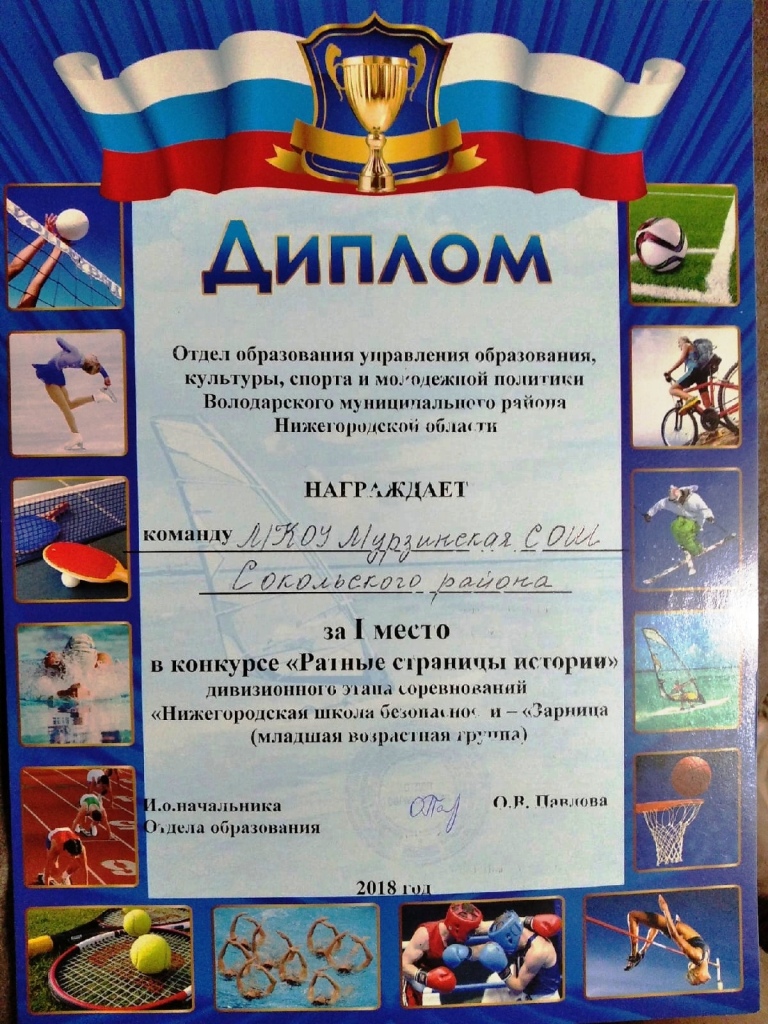 Диплом
Отдел образования управления образования,
культуры, спорта и молодежной политики
Володарского муниципального района
Нижегородской области
НАГРАЖДАЕТ
команду МКОУ Мурзинская СОШ
Сокольского района
за I место
в конкурсе «Ратные страницы истории»
дивизионного этапа соревнований
«Нижегородская школа безопасности – «Зарница
(младшая возрастная группа)
И.о.начальника
Отдела образования
О.В. Павлова
2018 год